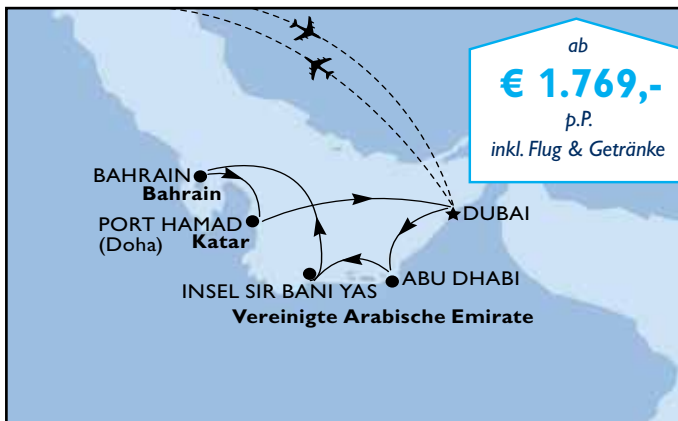 ab
€ 1.769,-
p.P.
inkl. Flug & Getränke
BAHRAIN
Bahrain
PORT HAMAD
(Doha)
Katar
DUBAI
INSEL SIR BANI YAS
ABU DHABI
Vereinigte Arabische Emirate